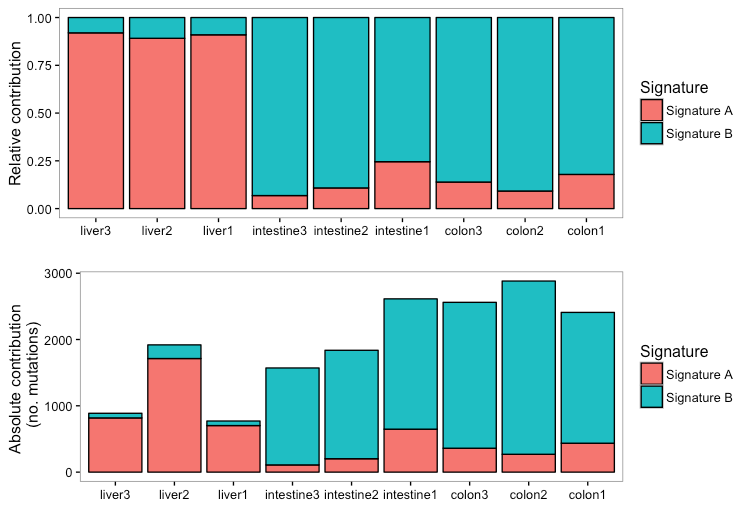 Relative contribution
1.00
0.75
0.50
0.25
0.00
liver3 liver2 liver1 intestine3 intestine2 intestine1 colon3 colon2 colon1
Signature
Signature A
Signature B
Absolute contribution
(no. mutations)
3000
2000
1000
0
liver3 liver2 liver1 intestine3 intestine2 intestine1 colon3 colon2 colon1
Signature
Signature A
Signature B